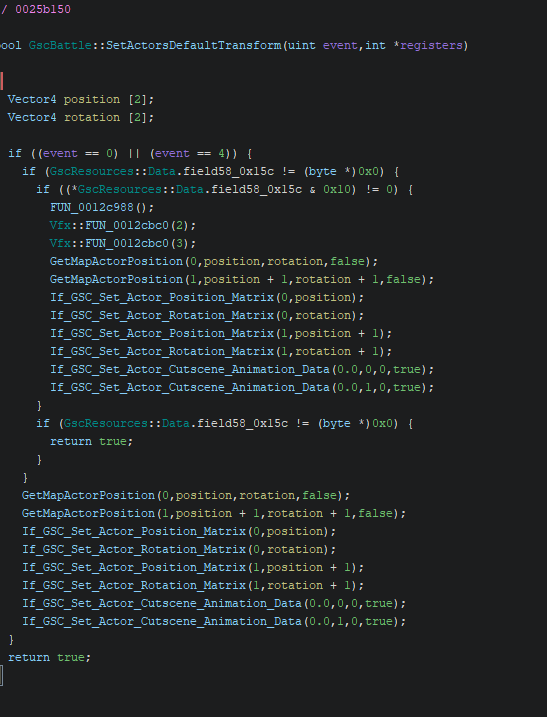 / 0025b150
ool GscBattle::SetActorsDefaultTransform(uint event,int *registers)
Vector4 position [2];
Vector4 rotation [2];
if ((event == 0) || (event == 4)) {
if (GscResources::Data.field58_0x15c != (byte *)0x0) {
if ((*GscResources::Data.field58_0x15c & 0x10) != 0) {
FUN_0012c988();
Vfx::FUN_0012cbc0(2);
Vfx::FUN_0012cbc0(3);
GetMapActorPosition(0,position,rotation,false);
GetMapActorPosition(1,position + 1,rotation + 1,false);
If_GSC_Set_Actor_Position_Matrix(0,position);
If_GSC_Set_Actor_Rotation_Matrix(0,rotation);
If_GSC_Set_Actor_Position_Matrix(1,position + 1);
If_GSC_Set_Actor_Rotation_Matrix(1,rotation + 1);
If_GSC_Set_Actor_Cutscene_Animation_Data(0.0,0,0,true);
If_GSC_Set_Actor_Cutscene_Animation_Data(0.0,1,0,true);
}
if (GscResources::Data.field58_0x15c != (byte *)0x0) {
return true;
}
}
GetMapActorPosition(0,position,rotation,false);
GetMapActorPosition(1,position + 1,rotation + 1,false);
If_GSC_Set_Actor_Position_Matrix(0,position);
If_GSC_Set_Actor_Rotation_Matrix(0,rotation);
If_GSC_Set_Actor_Position_Matrix(1,position + 1);
If_GSC_Set_Actor_Rotation_Matrix(1,rotation + 1);
If_GSC_Set_Actor_Cutscene_Animation_Data(0.0,0,0,true);
If_GSC_Set_Actor_Cutscene_Animation_Data(0.0,1,0,true);
}
return true;